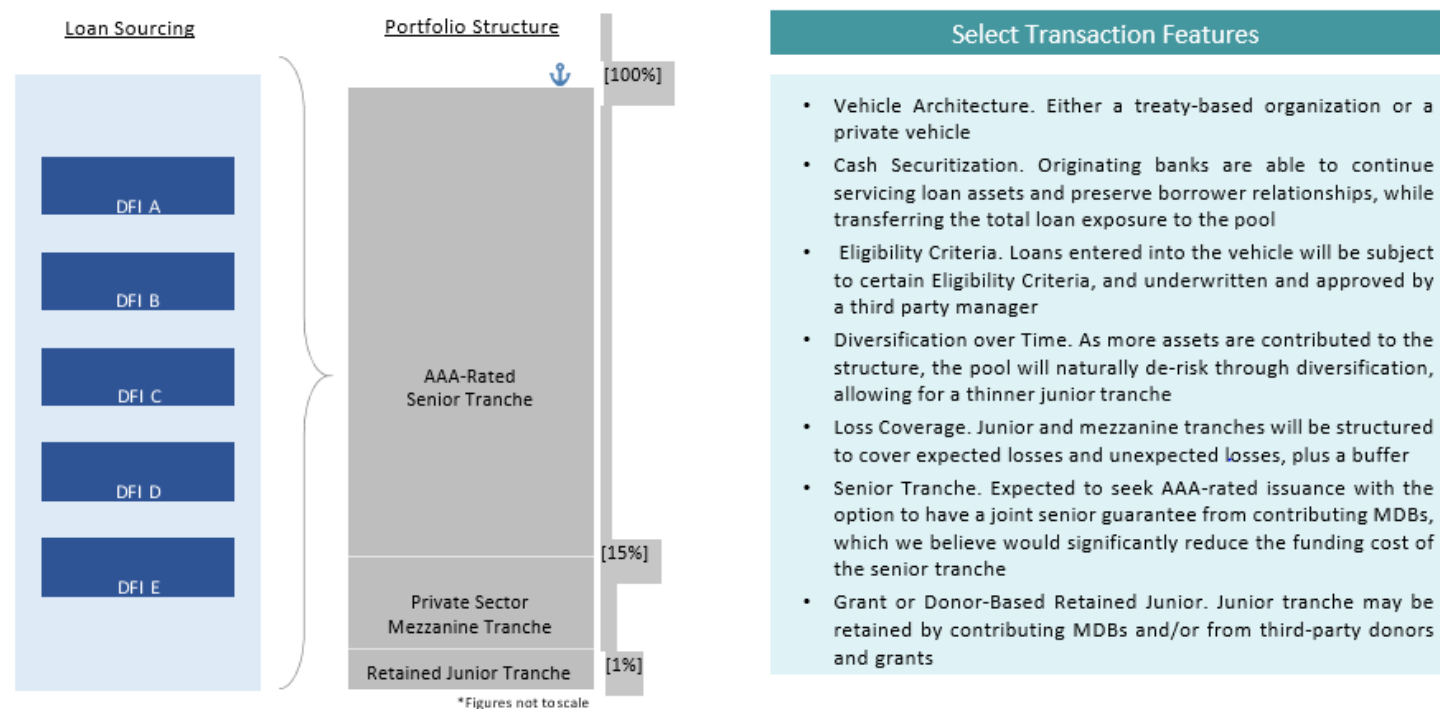 Loan Sourcing
DFI A
DFI B
DFI C
DFI D
DFI E
Portfolio Structure
[100%]
AAA-Rated
Senior Tranche
[15%]
Private Sector
Mezzanine Tranche
Retained Junior Tranche
[1%]
*Figures not to scale
Select Transaction Features
• Vehicle Architecture. Either a treaty-based organization or a
private vehicle
• Cash Securitization. Originating banks are able to continue
servicing loan assets and preserve borrower relationships, while
transferring the total loan exposure to the pool
• Eligibility Criteria. Loans entered into the vehicle will be subject
to certain Eligibility Criteria, and underwritten and approved by
a third party manager
• Diversification over Time. As more assets are contributed to the
structure, the pool will naturally de-risk through diversification,
allowing for a thinner junior tranche
• Loss Coverage. Junior and mezzanine tranches will be structured
to cover expected losses and unexpected losses, plus a buffer
• Senior Tranche. Expected to seek AAA-rated issuance with the
option to have a joint senior guarantee from contributing MDBs,
which we believe would significantly reduce the funding cost of
the senior tranche
• Grant or Donor-Based Retained Junior. Junior tranche may be
retained by contributing MDBs and/or from third-party donors
and grants